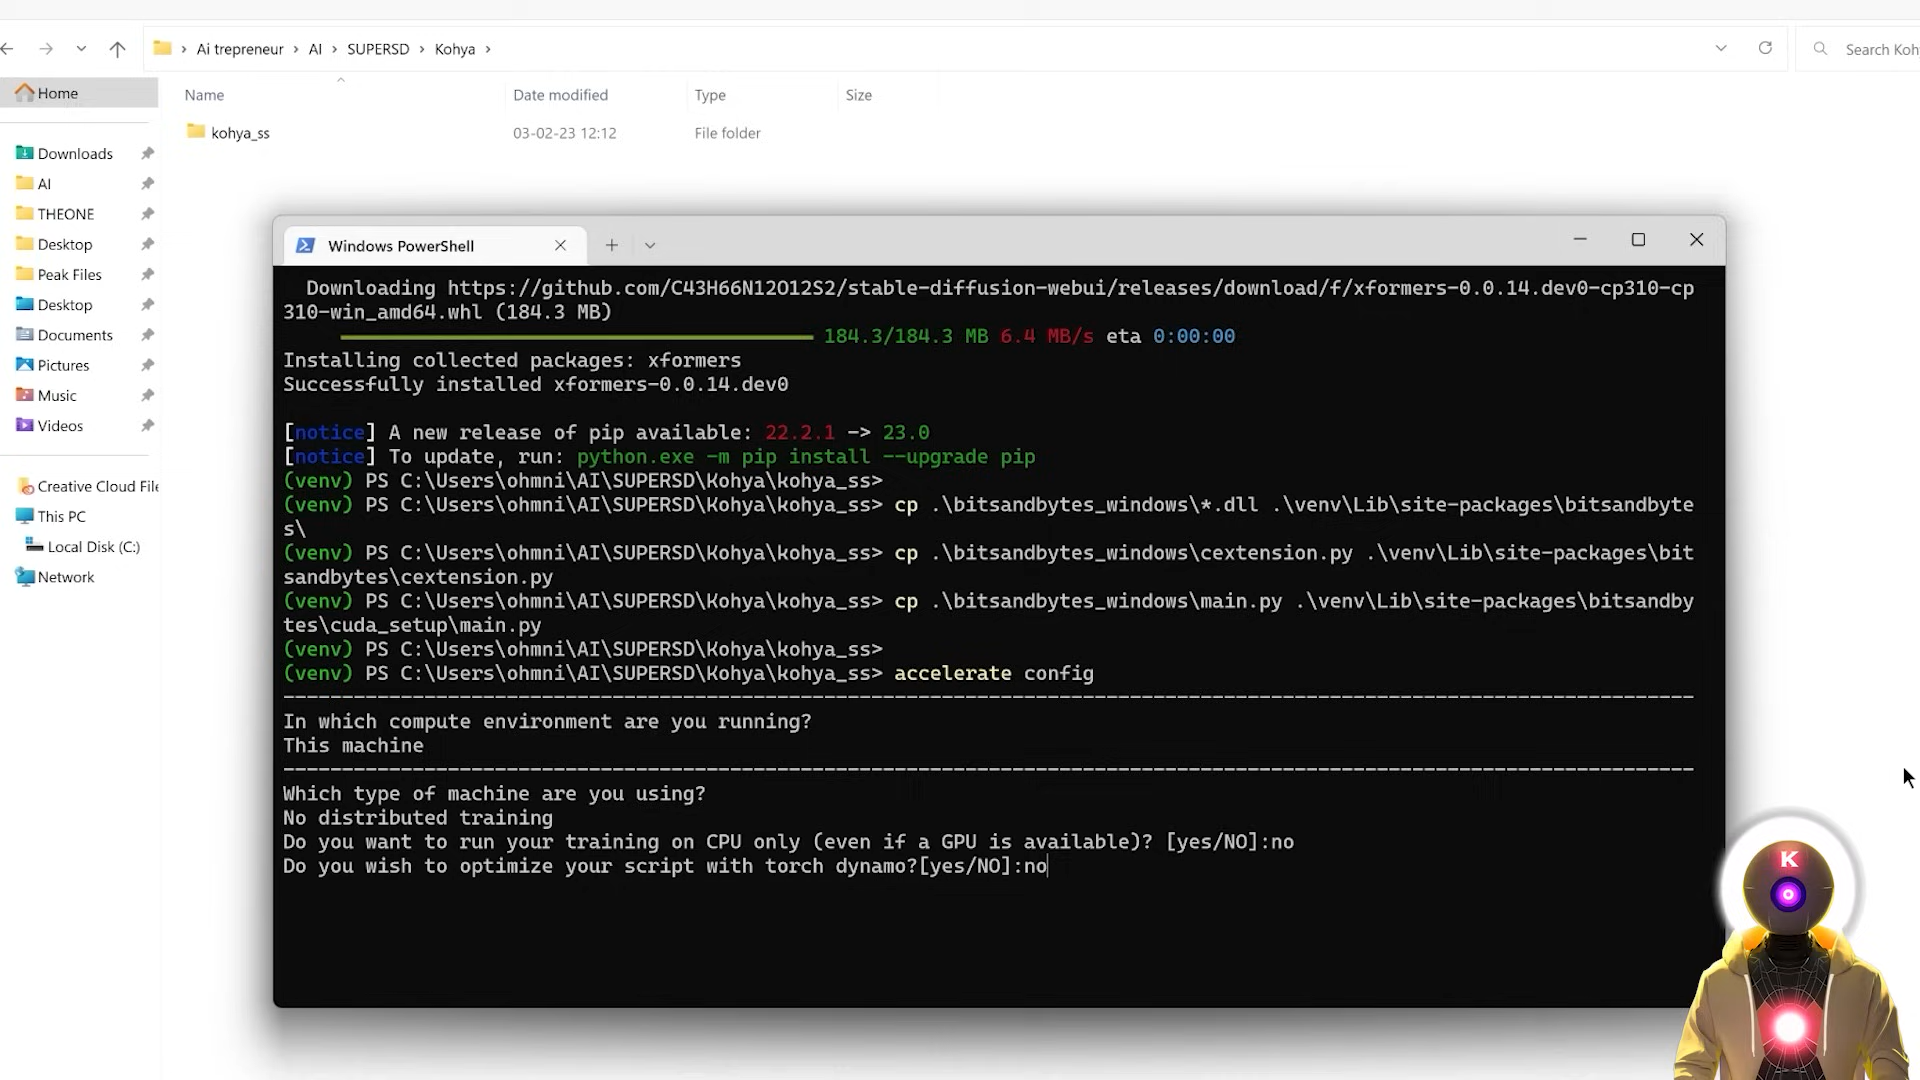 Ai trepreneur > AI > SUPERSD > Kohya >
Search Koh
Home
Name Date modified Type Size
kohya_ss 03-02-23 12:12 File folder
Downloads
AI
THEONE
Desktop
Peak Files
Desktop
Documents
Pictures
Music
Videos
Creative Cloud File
This PC
Local Disk (C:)
Network
Windows PowerShell
Downloading https://github.com/C43H66N12O12S2/stable-diffusion-webui/releases/download/f/xformers-0.0.14.dev0-cp310-cp
310-win_amd64.whl (184.3 MB)
184.3/184.3 MB 6.4 MB/s eta 0:00:00
Installing collected packages: xformers
Successfully installed xformers-0.0.14.dev0
[notice] A new release of pip available: 22.2.1 -> 23.0
[notice] To update, run: python.exe -m pip install --upgrade pip
(venv) PS C:\Users\ohmni\AI\SUPERSD\Kohya\kohya_ss>
(venv) PS C:\Users\ohmni\AI\SUPERSD\Kohya\kohya_ss> cp .\bitsandbytes_windows\*.dll .\venv\Lib\site-packages\bitsandbyte
s\
(venv) PS C:\Users\ohmni\AI\SUPERSD\Kohya\kohya_ss> cp .\bitsandbytes_windows\cextension.py .\venv\Lib\site-packages\bit
sandbytes\cextension.py
(venv) PS C:\Users\ohmni\AI\SUPERSD\Kohya\kohya_ss> cp .\bitsandbytes_windows\main.py .\venv\Lib\site-packages\bitsandby
tes\cuda_setup\main.py
(venv) PS C:\Users\ohmni\AI\SUPERSD\Kohya\kohya_ss>
(venv) PS C:\Users\ohmni\AI\SUPERSD\Kohya\kohya_ss> accelerate config
In which compute environment are you running?
This machine
Which type of machine are you using?
No distributed training
Do you want to run your training on CPU only (even if a GPU is available)? [yes/NO]:no
Do you wish to optimize your script with torch dynamo?[yes/NO]:no
K